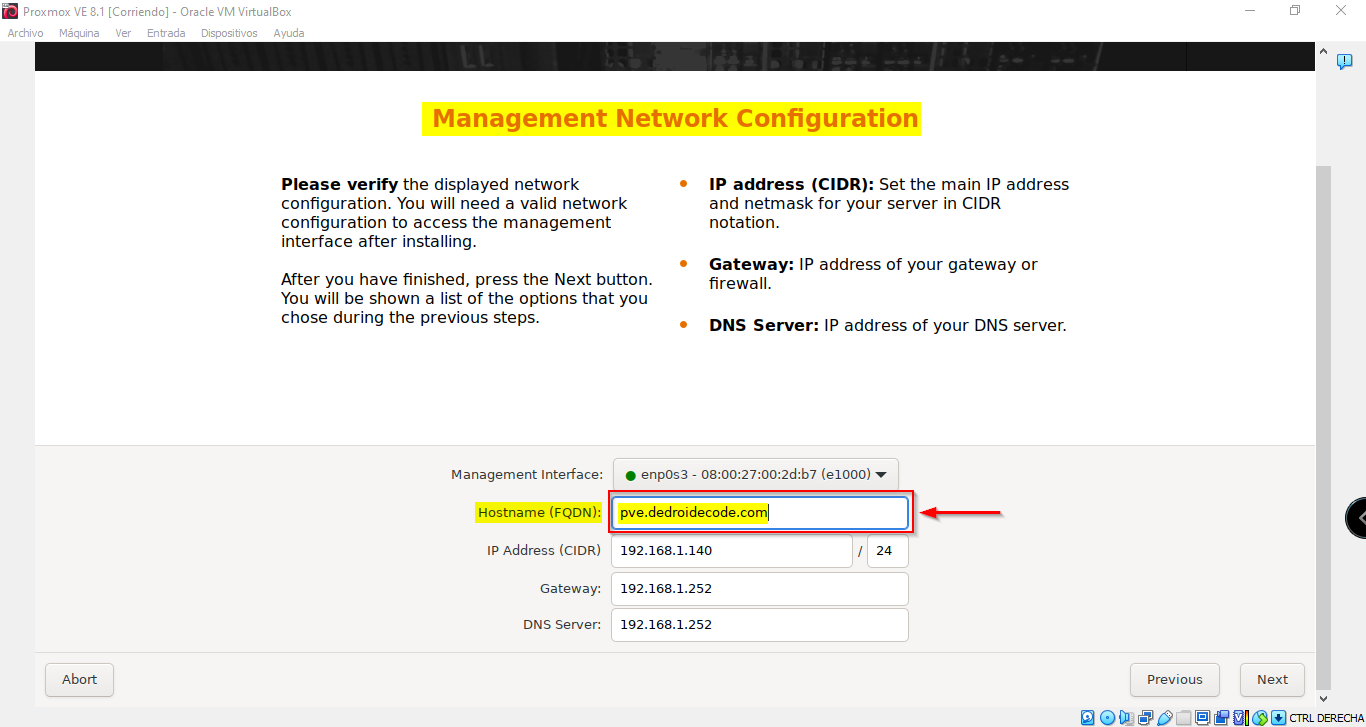 Proxmox VE 8.1 [Corriendo] - Oracle VM VirtualBox
Archivo Máquina Ver Entrada Dispositivos Ayuda
Management Network Configuration
Please verify the displayed network
configuration. You will need a valid network
configuration to access the management
interface after installing.
After you have finished, press the Next button.
You will be shown a list of the options that you
chose during the previous steps.
IP address (CIDR): Set the main IP address
and netmask for your server in CIDR
notation.
Gateway: IP address of your gateway or
firewall.
DNS Server: IP address of your DNS server.
Management Interface: enp0s3 - 08:00:27:00:2d:b7 (e1000)
Hostname (FQDN): pve.dedroidecode.com
IP Address (CIDR) 192.168.1.140 / 24
Gateway: 192.168.1.252
DNS Server: 192.168.1.252
Abort Previous Next
CTRL DERECHA